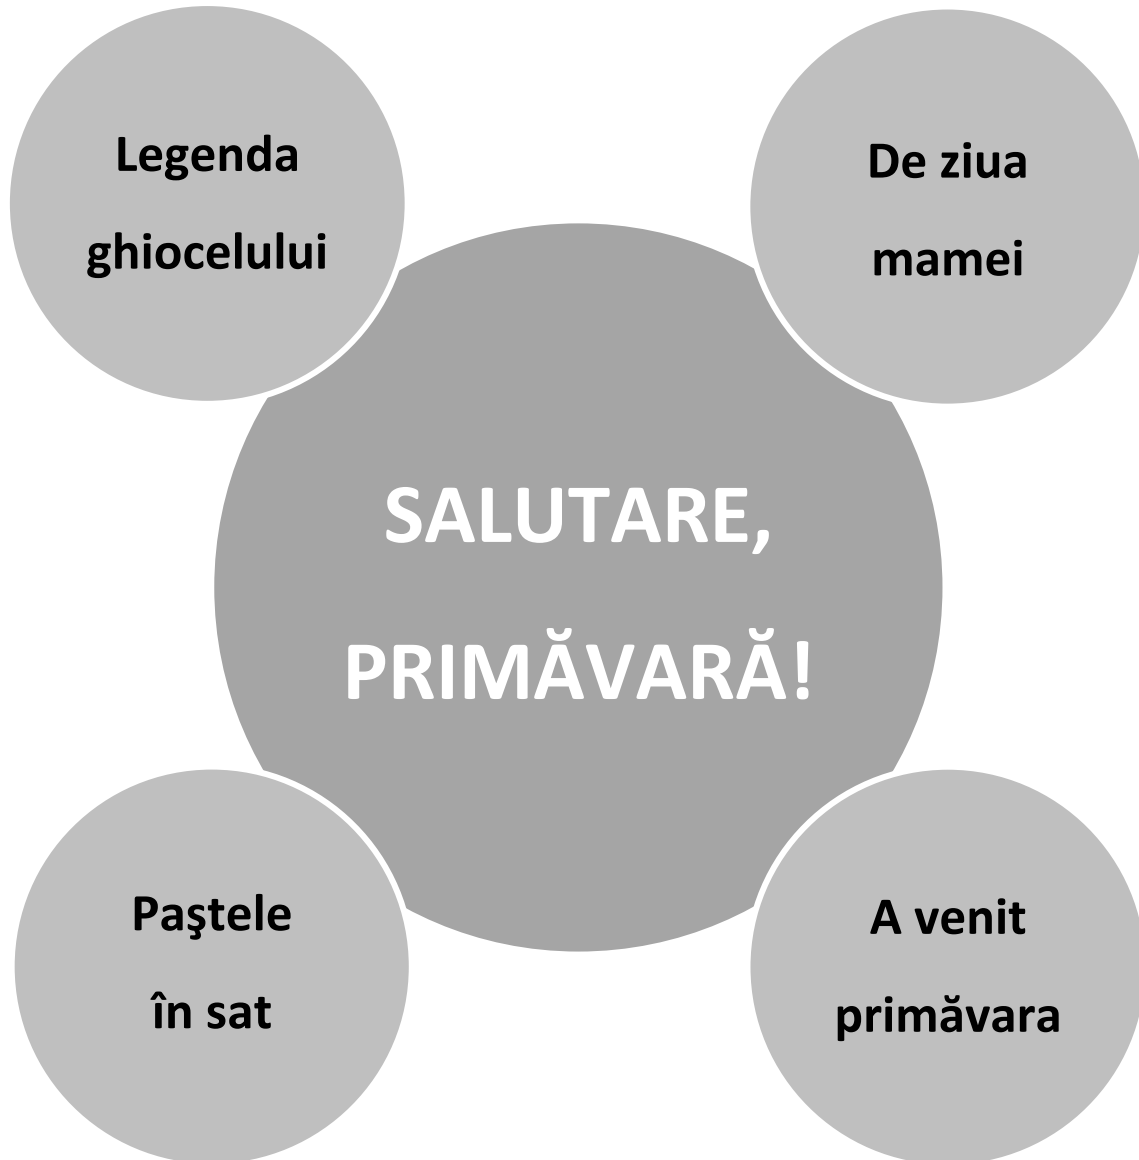 Legenda
ghiocelului
De ziua
mamei
SALUTARE,
PRIMĂVARĂ!
Paştele
în sat
A venit
primăvara